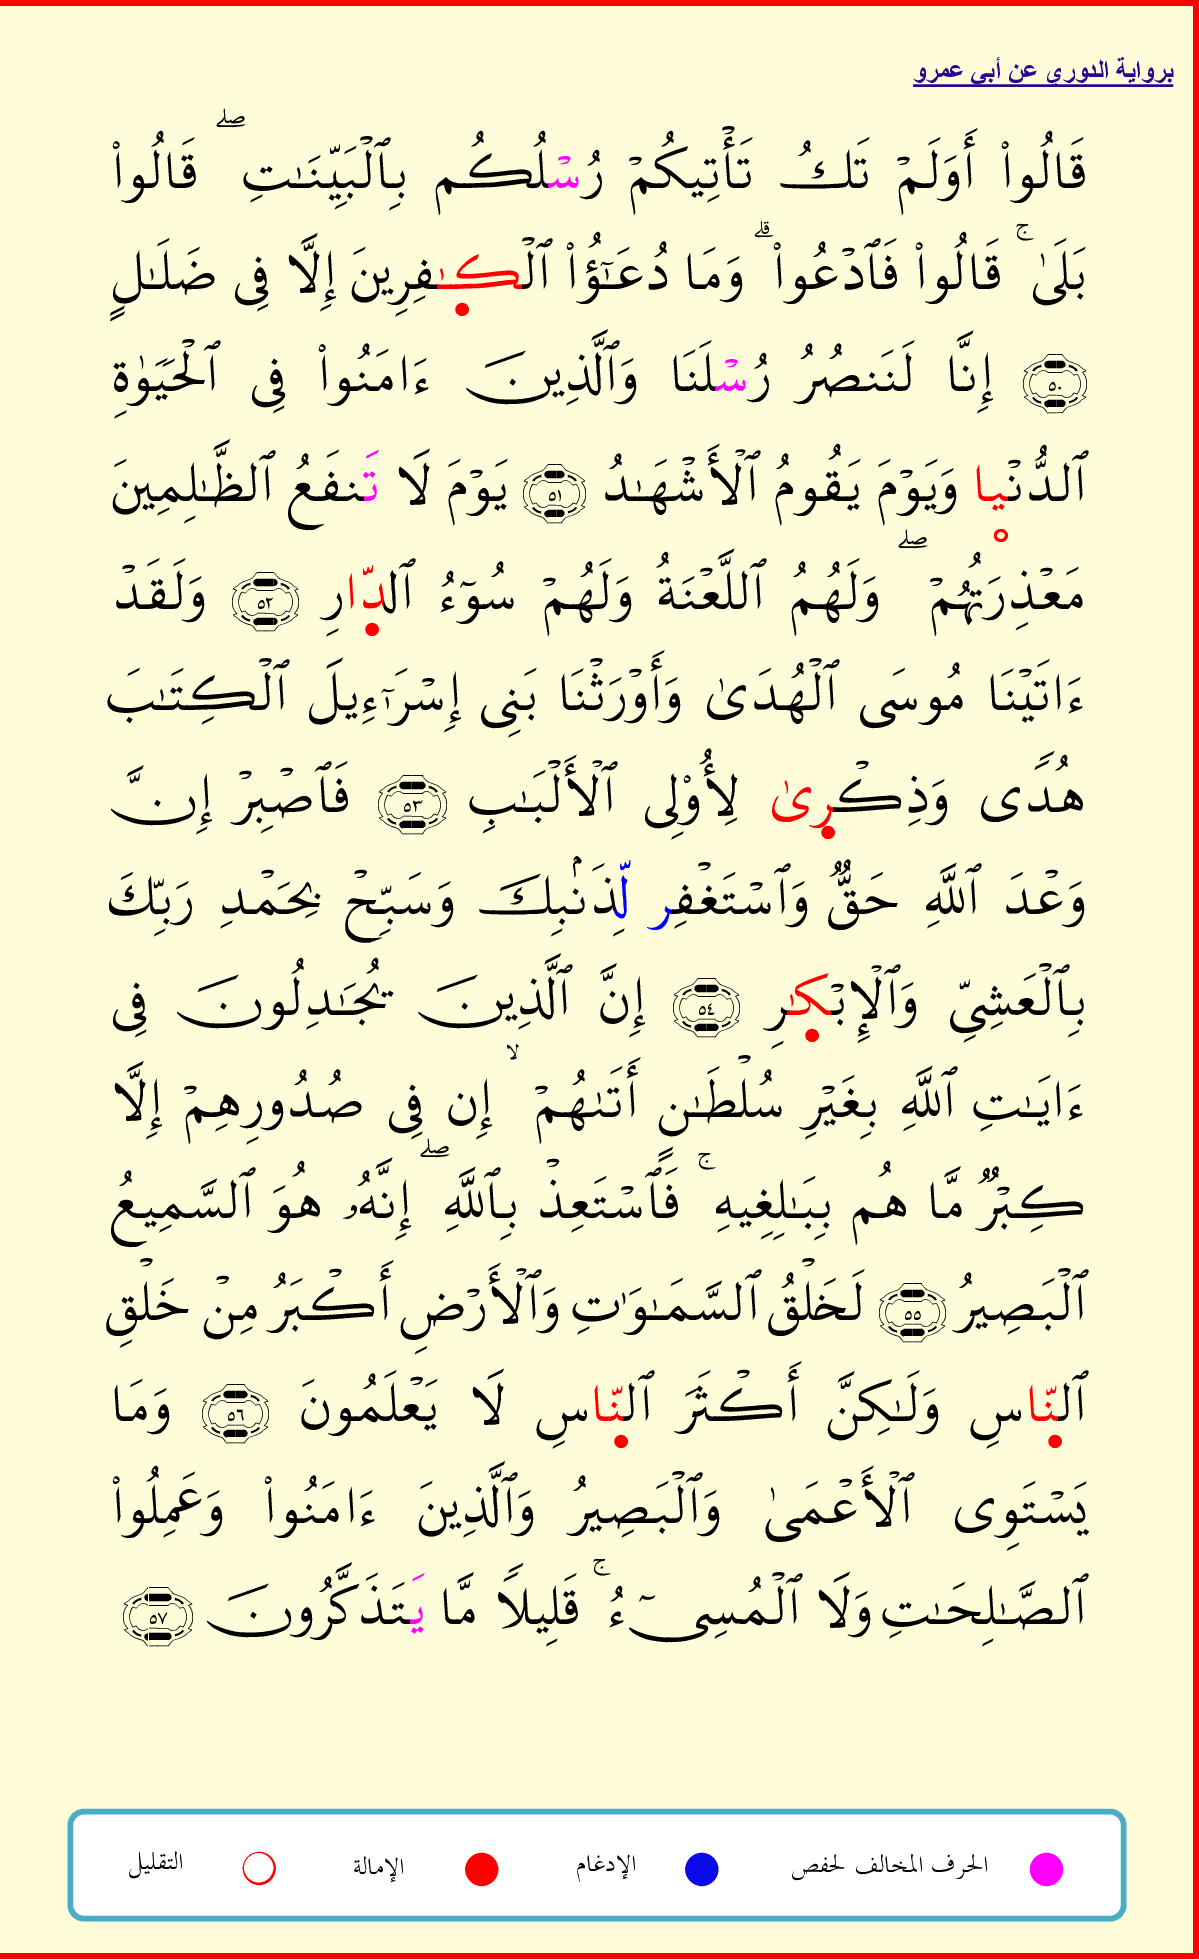 برواية الدوري عن أبي عمرو
قَالُوا۟ أَوَلَمْ تَكُ تَأْتِيكُمْ رُسْلُكُم بِٱلْبَيِّنَـٰتِ ۖ قَالُوا۟
بَلَىٰ ۚ قَالُوا۟ فَٱدْعُوا۟ ۗ وَمَا دُعَـٰٓؤُا۟ ٱلْكَـٰفِرِينَ إِلَّا فِى ضَلَـٰلٍ
٥٠ إِنَّا لَنَنصُرُ رُسْلَنَا وَٱلَّذِينَ ءَامَنُوا۟ فِى ٱلْحَيَوٰةِ
ٱلدُّنْيا وَيَوْمَ يَقُومُ ٱلْأَشْهَـٰدُ ٥١ يَوْمَ لَا تَنفَعُ ٱلظَّـٰلِمِينَ
مَعْذِرَتُهُمْ ۖ وَلَهُمُ ٱللَّعْنَةُ وَلَهُمْ سُوٓءُ ٱلدّارِ ٥٢ وَلَقَدْ
ءَاتَيْنَا مُوسَى ٱلْهُدَىٰ وَأَوْرَثْنَا بَنِى إِسْرَٰٓءِيلَ ٱلْكِتَـٰبَ
هُدًى وَذِكْرِىٰ لِأُو۟لِى ٱلْأَلْبَـٰبِ ٥٣ فَٱصْبِرْ إِنَّ
وَعْدَ ٱللَّهِ حَقٌّ وَٱسْتَغْفِر لِّذَنۢبِكَ وَسَبِّحْ بِحَمْدِ رَبِّكَ
بِٱلْعَشِىِّ وَٱلْإِبْكَـٰرِ ٥٤ إِنَّ ٱلَّذِينَ يُجَـٰدِلُونَ فِى
ءَايَـٰتِ ٱللَّهِ بِغَيْرِ سُلْطَـٰنٍ أَتَىٰهُمْ ۙ إِن فِى صُدُورِهِمْ إِلَّا
كِبْرٌ مَّا هُم بِبَـٰلِغِيهِ ۚ فَٱسْتَعِذْ بِٱللَّهِ ۖ إِنَّهُۥ هُوَ ٱلسَّمِيعُ
ٱلْبَصِيرُ ٥٥ لَخَلْقُ ٱلسَّمَـٰوَٰتِ وَٱلْأَرْضِ أَكْبَرُ مِنْ خَلْقِ
ٱلنّاسِ وَلَـٰكِنَّ أَكْثَرَ ٱلنّاسِ لَا يَعْلَمُونَ ٥٦ وَمَا
يَسْتَوِى ٱلْأَعْمَىٰ وَٱلْبَصِيرُ وَٱلَّذِينَ ءَامَنُوا۟ وَعَمِلُوا۟
ٱلصَّـٰلِحَـٰتِ وَلَا ٱلْمُسِىٓءُ ۚ قَلِيلًا مَّا يَتَذَكَّرُونَ ٥٧
الحرف المخالف لحفص الإدغام الإمالة التقليل